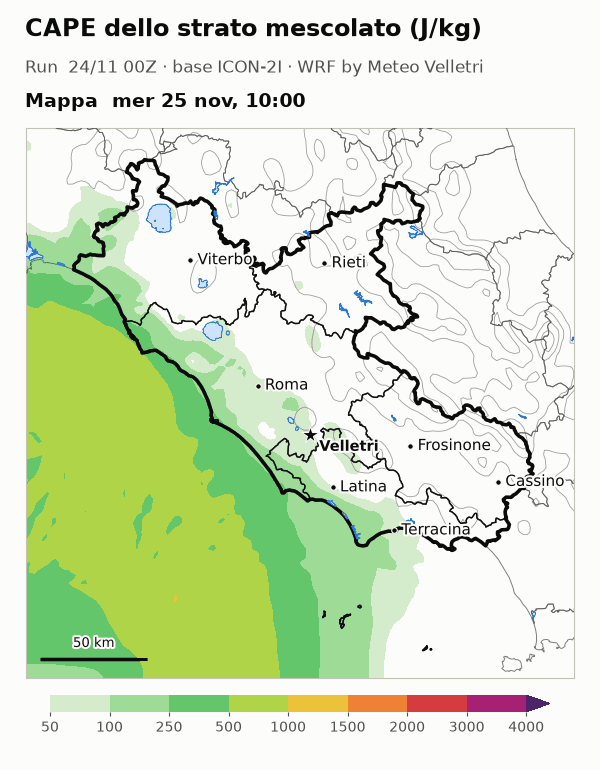 CAPE dello strato mescolato (J/kg)
Run 24/11 00Z · base ICON-2I · WRF by Meteo Velletri
Mappa mer 25 nov, 10:00
Viterbo
Rieti
Roma
Velletri
Frosinone
Cassino
Latina
Terracina
50 km
50 100 250 500 1000 1500 2000 3000 4000